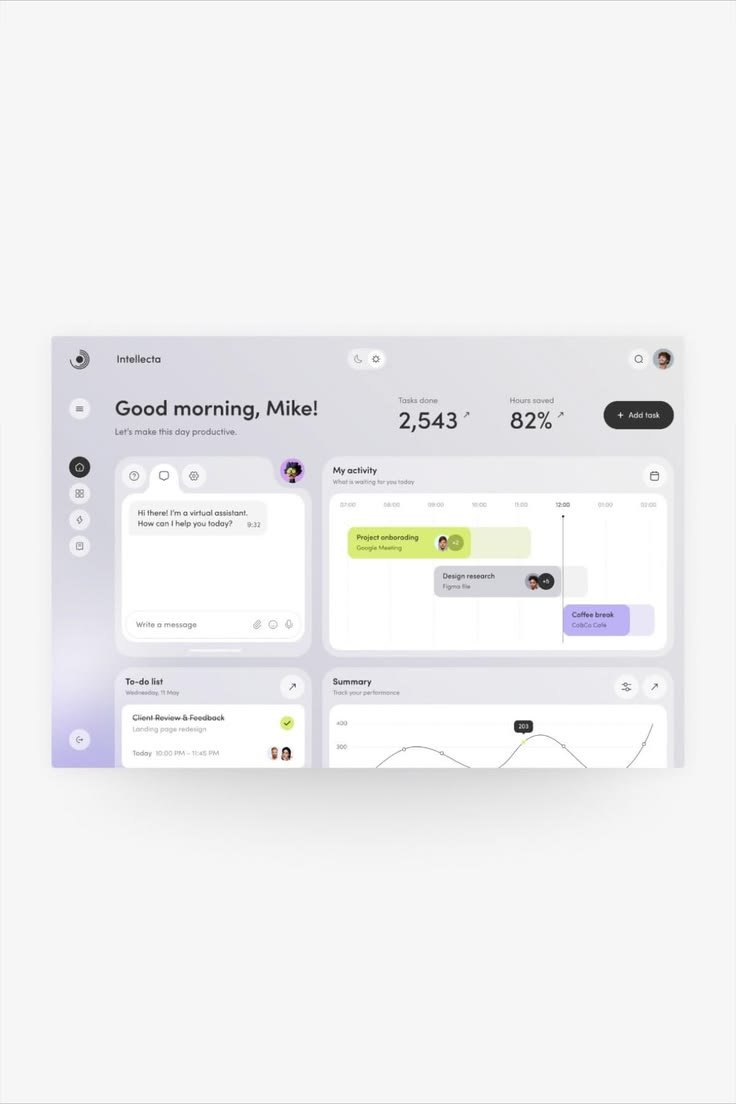 Intellecta
Good morning, Mike!
Let's make this day productive.
Tasks done
2,543
Hours saved
82%
+ Add task
Hi there! I'm a virtual assistant.
How can I help you today?
9:32
Write a message
My activity
What is waiting for you today
07:00 08:00 09:00 10:00 11:00 12:00 01:00 02:00
Project onborading
Google Meeting
+2
Design research
Figma file
+5
Coffee break
Co&Co Café
To-do list
Wednesday, 11 May
Client Review & Feedback
Landing page redesign
Today 10:00 PM – 11:45 PM
Summary
Track your performance
400
300
203